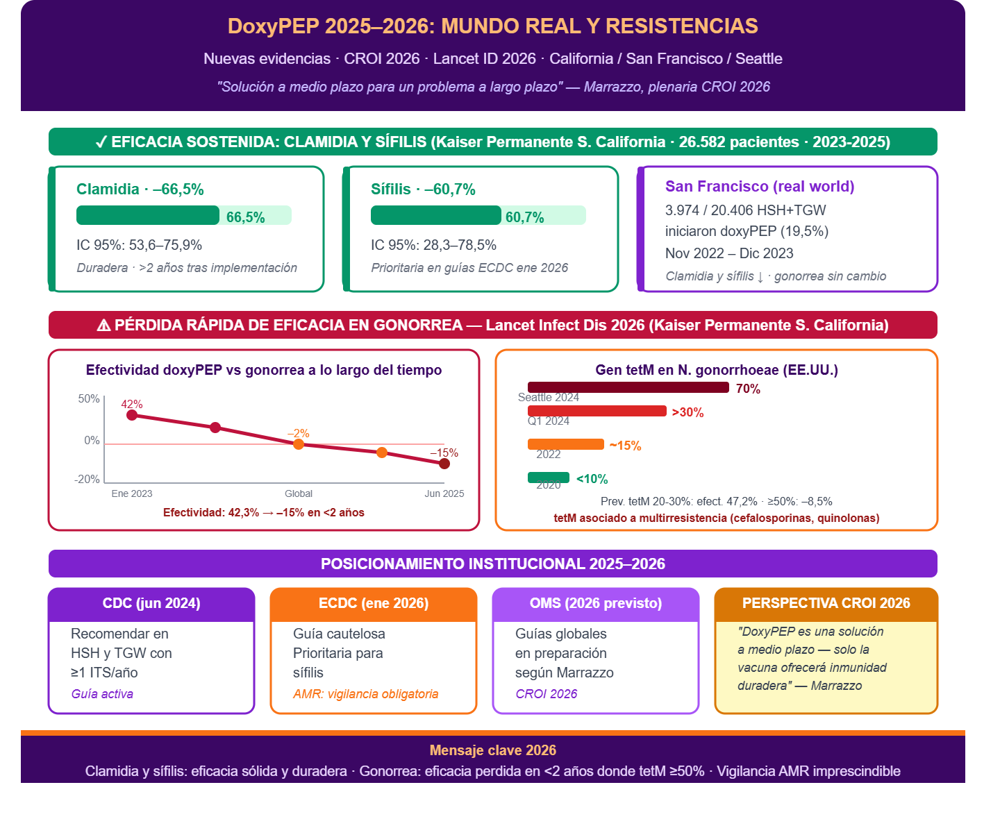 DoxyPEP 2025–2026: MUNDO REAL Y RESISTENCIAS
Nuevas evidencias · CROI 2026 · Lancet ID 2026 · California / San Francisco / Seattle
"Solución a medio plazo para un problema a largo plazo" — Marrazzo, plenaria CROI 2026
✓ EFICACIA SOSTENIDA: CLAMIDIA Y SÍFILIS (Kaiser Permanente S. California · 26.582 pacientes · 2023-2025)
Clamidia · –66,5%
66,5%
IC 95%: 53,6–75,9%
Duradera · >2 años tras implementación
Sífilis · –60,7%
60,7%
IC 95%: 28,3–78,5%
Prioritaria en guías ECDC ene 2026
San Francisco (real world)
3.974 / 20.406 HSH+TGW
iniciaron doxyPEP (19,5%)
Nov 2022 – Dic 2023
Clamidia y sífilis ↓ · gonorrea sin cambio
⚠ PÉRDIDA RÁPIDA DE EFICACIA EN GONORREA — Lancet Infect Dis 2026 (Kaiser Permanente S. California)
Efectividad doxyPEP vs gonorrea a lo largo del tiempo
50%
42%
0%
–2%
–15%
-20%
Ene 2023
Global
Jun 2025
Efectividad: 42,3% → –15% en <2 años
Gen tetM en N. gonorrhoeae (EE.UU.)
70%
Seattle 2024
>30%
Q1 2024
~15%
2022
<10%
2020
Prev. tetM 20-30%: efect. 47,2% · ≥50%: –8,5%
tetM asociado a multirresistencia (cefalosporinas, quinolonas)
POSICIONAMIENTO INSTITUCIONAL 2025–2026
CDC (jun 2024)
Recomendar en
HSH y TGW con
≥1 ITS/año
Guía activa
ECDC (ene 2026)
Guía cautelosa
Prioritaria para
sífilis
AMR: vigilancia obligatoria
OMS (2026 previsto)
Guías globales
en preparación
según Marrazzo
CROI 2026
PERSPECTIVA CROI 2026
"DoxyPEP es una solución
a medio plazo — solo la
vacuna ofrecerá inmunidad
duradera" — Marrazzo
Mensaje clave 2026
Clamidia y sífilis: eficacia sólida y duradera · Gonorrea: eficacia perdida en <2 años donde tetM ≥50% · Vigilancia AMR imprescindible